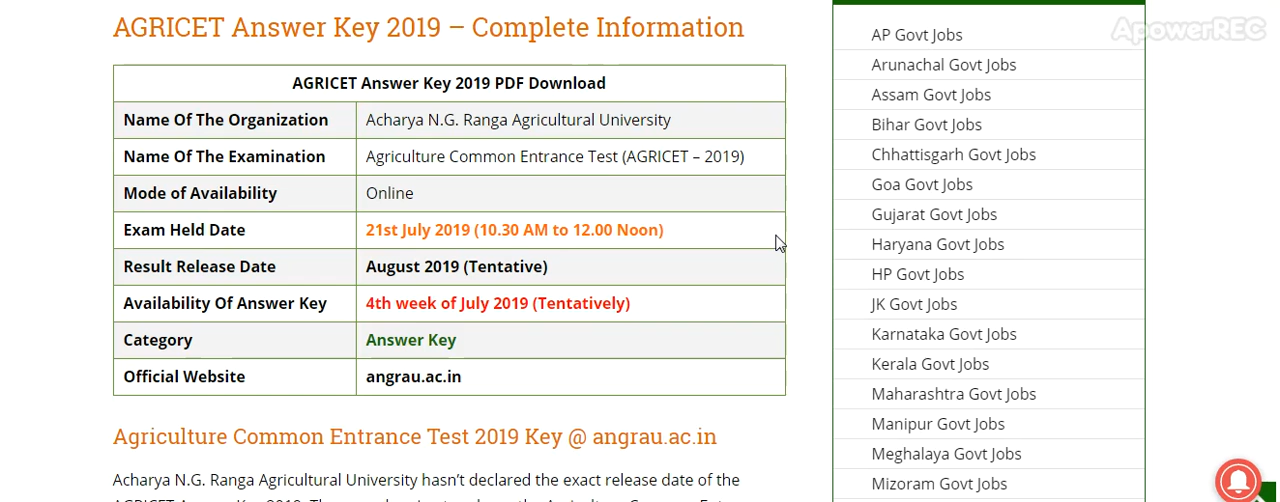 AGRICET Answer Key 2019 – Complete Information
AGRICET Answer Key 2019 PDF Download
Name Of The Organization Acharya N.G. Ranga Agricultural University
Name Of The Examination Agriculture Common Entrance Test (AGRICET – 2019)
Mode of Availability Online
Exam Held Date 21st July 2019 (10.30 AM to 12.00 Noon)
Result Release Date August 2019 (Tentative)
Availability Of Answer Key 4th week of July 2019 (Tentatively)
Category Answer Key
Official Website angrau.ac.in
Agriculture Common Entrance Test 2019 Key @ angrau.ac.in
Acharya N.G. Ranga Agricultural University hasn't declared the exact release date of the
ApowerREC
AP Govt Jobs
Arunachal Govt Jobs
Assam Govt Jobs
Bihar Govt Jobs
Chhattisgarh Govt Jobs
Goa Govt Jobs
Gujarat Govt Jobs
Haryana Govt Jobs
HP Govt Jobs
JK Govt Jobs
Karnataka Govt Jobs
Kerala Govt Jobs
Maharashtra Govt Jobs
Manipur Govt Jobs
Meghalaya Govt Jobs
Mizoram Govt Jobs